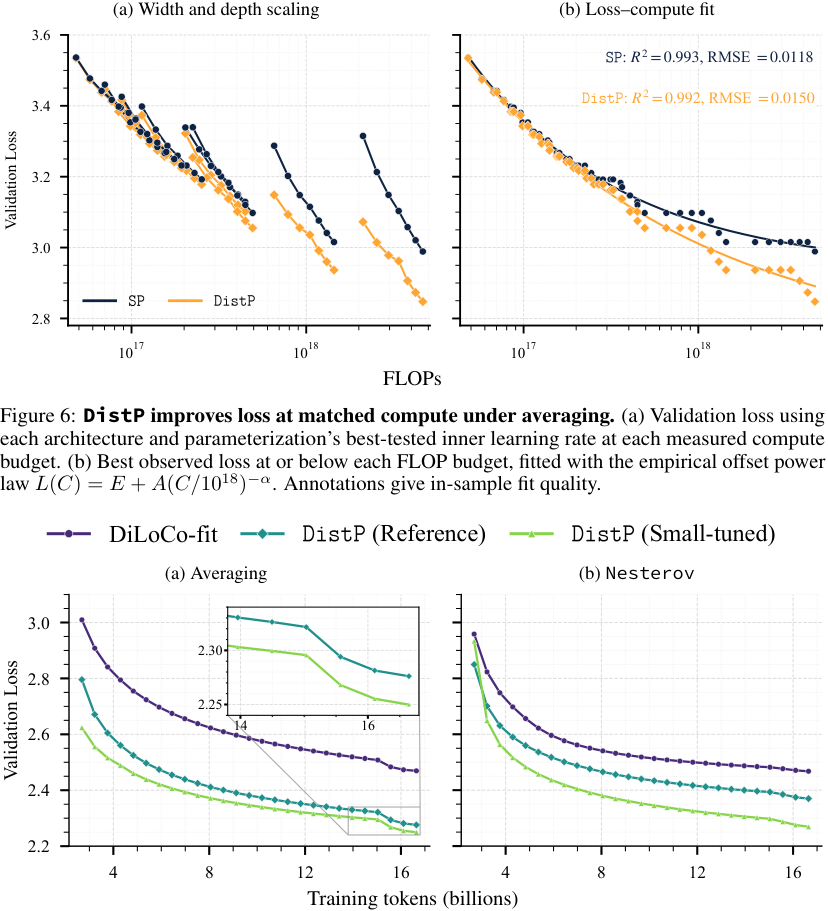 (a) Width and depth scaling
(b) Loss–compute fit
Validation Loss
3.6
3.4
3.2
3.0
2.8
SP: R² = 0.993, RMSE = 0.0118
DistP: R² = 0.992, RMSE = 0.0150
SP
DistP
10¹⁷
10¹⁸
10¹⁷
10¹⁸
FLOPs
Figure 6: DistP improves loss at matched compute under averaging. (a) Validation loss using
each architecture and parameterization's best-tested inner learning rate at each measured compute
budget. (b) Best observed loss at or below each FLOP budget, fitted with the empirical offset power
law L(C) = E + A(C/10¹⁸)^{−α}. Annotations give in-sample fit quality.
DiLoCo-fit
DistP (Reference)
DistP (Small-tuned)
(a) Averaging
(b) Nesterov
Validation Loss
3.0
2.8
2.6
2.4
2.2
2.30
2.25
14
16
4
8
12
16
4
8
12
16
Training tokens (billions)